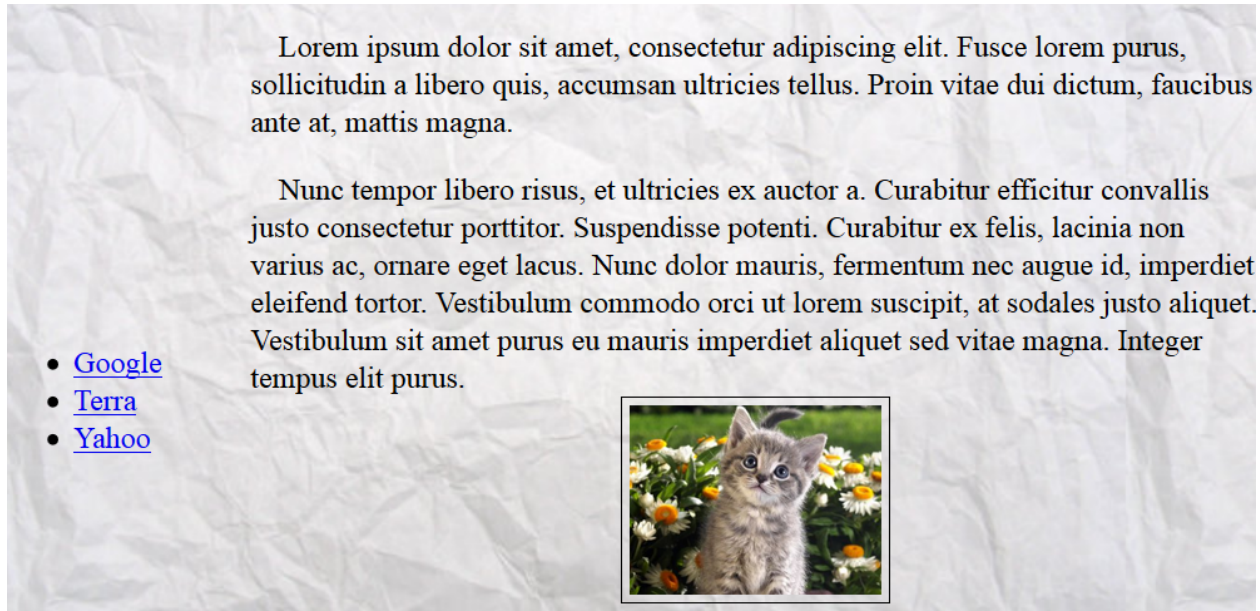 Lorem ipsum dolor sit amet, consectetur adipiscing elit. Fusce lorem purus,
sollicitudin a libero quis, accumsan ultricies tellus. Proin vitae dui dictum, faucibus
ante at, mattis magna.
Nunc tempor libero risus, et ultricies ex auctor a. Curabitur efficitur convallis
justo consectetur porttitor. Suspendisse potenti. Curabitur ex felis, lacinia non
varius ac, ornare eget lacus. Nunc dolor mauris, fermentum nec augue id, imperdiet
eleifend tortor. Vestibulum commodo orci ut lorem suscipit, at sodales justo aliquet.
Vestibulum sit amet purus eu mauris imperdiet aliquet sed vitae magna. Integer
tempus elit purus.
• Google
• Terra
• Yahoo